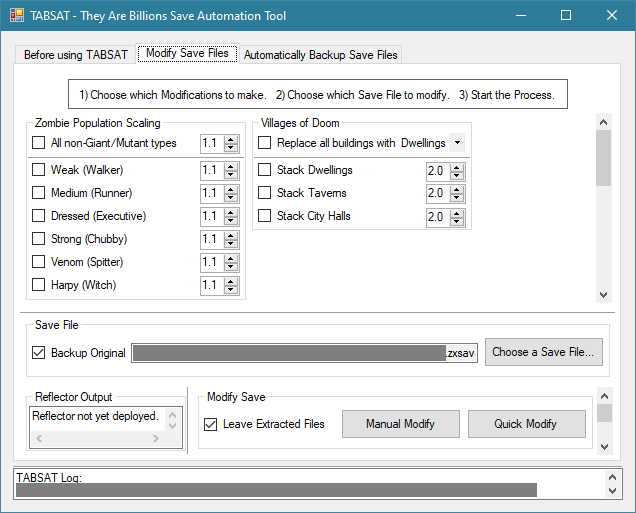 TABSAT - They Are Billions Save Automation Tool
Before using TABSAT Modify Save Files Automatically Backup Save Files
1) Choose which Modifications to make. 2) Choose which Save File to modify. 3) Start the Process.
Zombie Population Scaling
All non-Giant/Mutant types 1.1
Weak (Walker) 1.1
Medium (Runner) 1.1
Dressed (Executive) 1.1
Strong (Chubby) 1.1
Venom (Spitter) 1.1
Harpy (Witch) 1.1
Villages of Doom
Replace all buildings with Dwellings
Stack Dwellings 2.0
Stack Taverns 2.0
Stack City Halls 2.0
Save File
Backup Original .zxsav Choose a Save File...
Reflector Output
Reflector not yet deployed.
Modify Save
Leave Extracted Files Manual Modify Quick Modify
TABSAT Log: